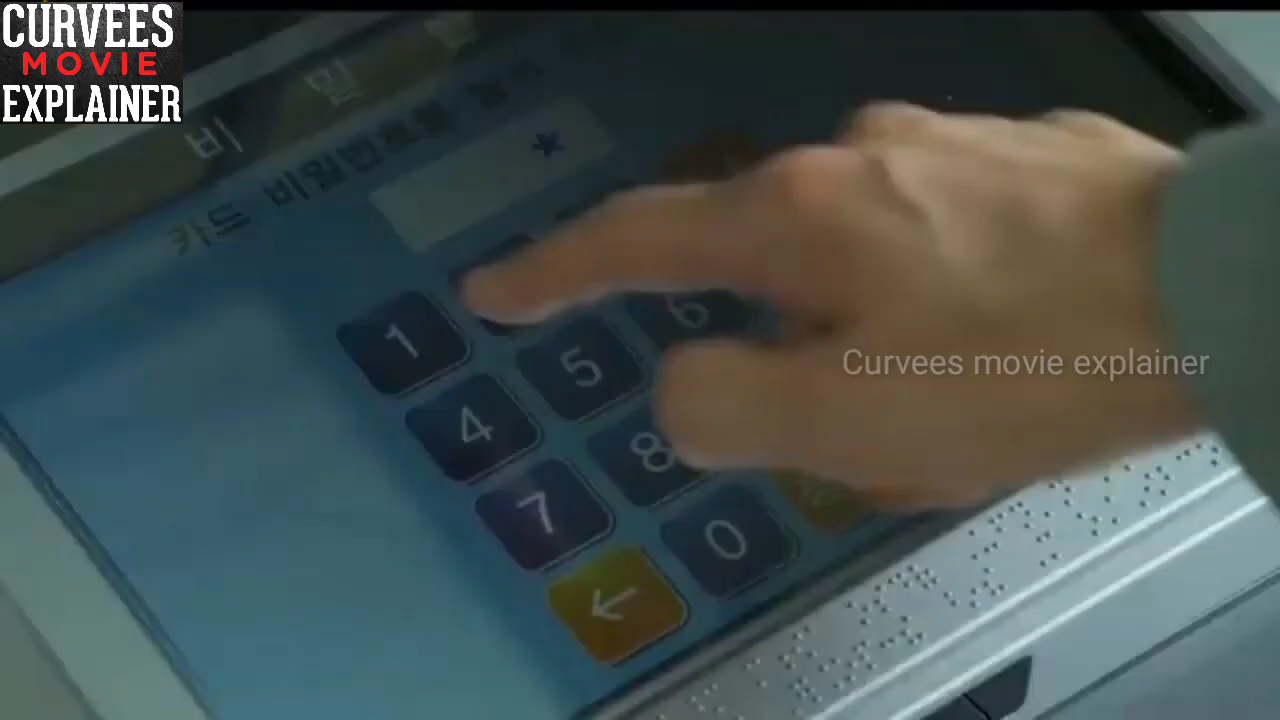 CURVEES
MOVIE
EXPLAINER
비밀
카드 비밀번호를
*
1
4 5 6
7 8
← 0
Curvees movie explainer